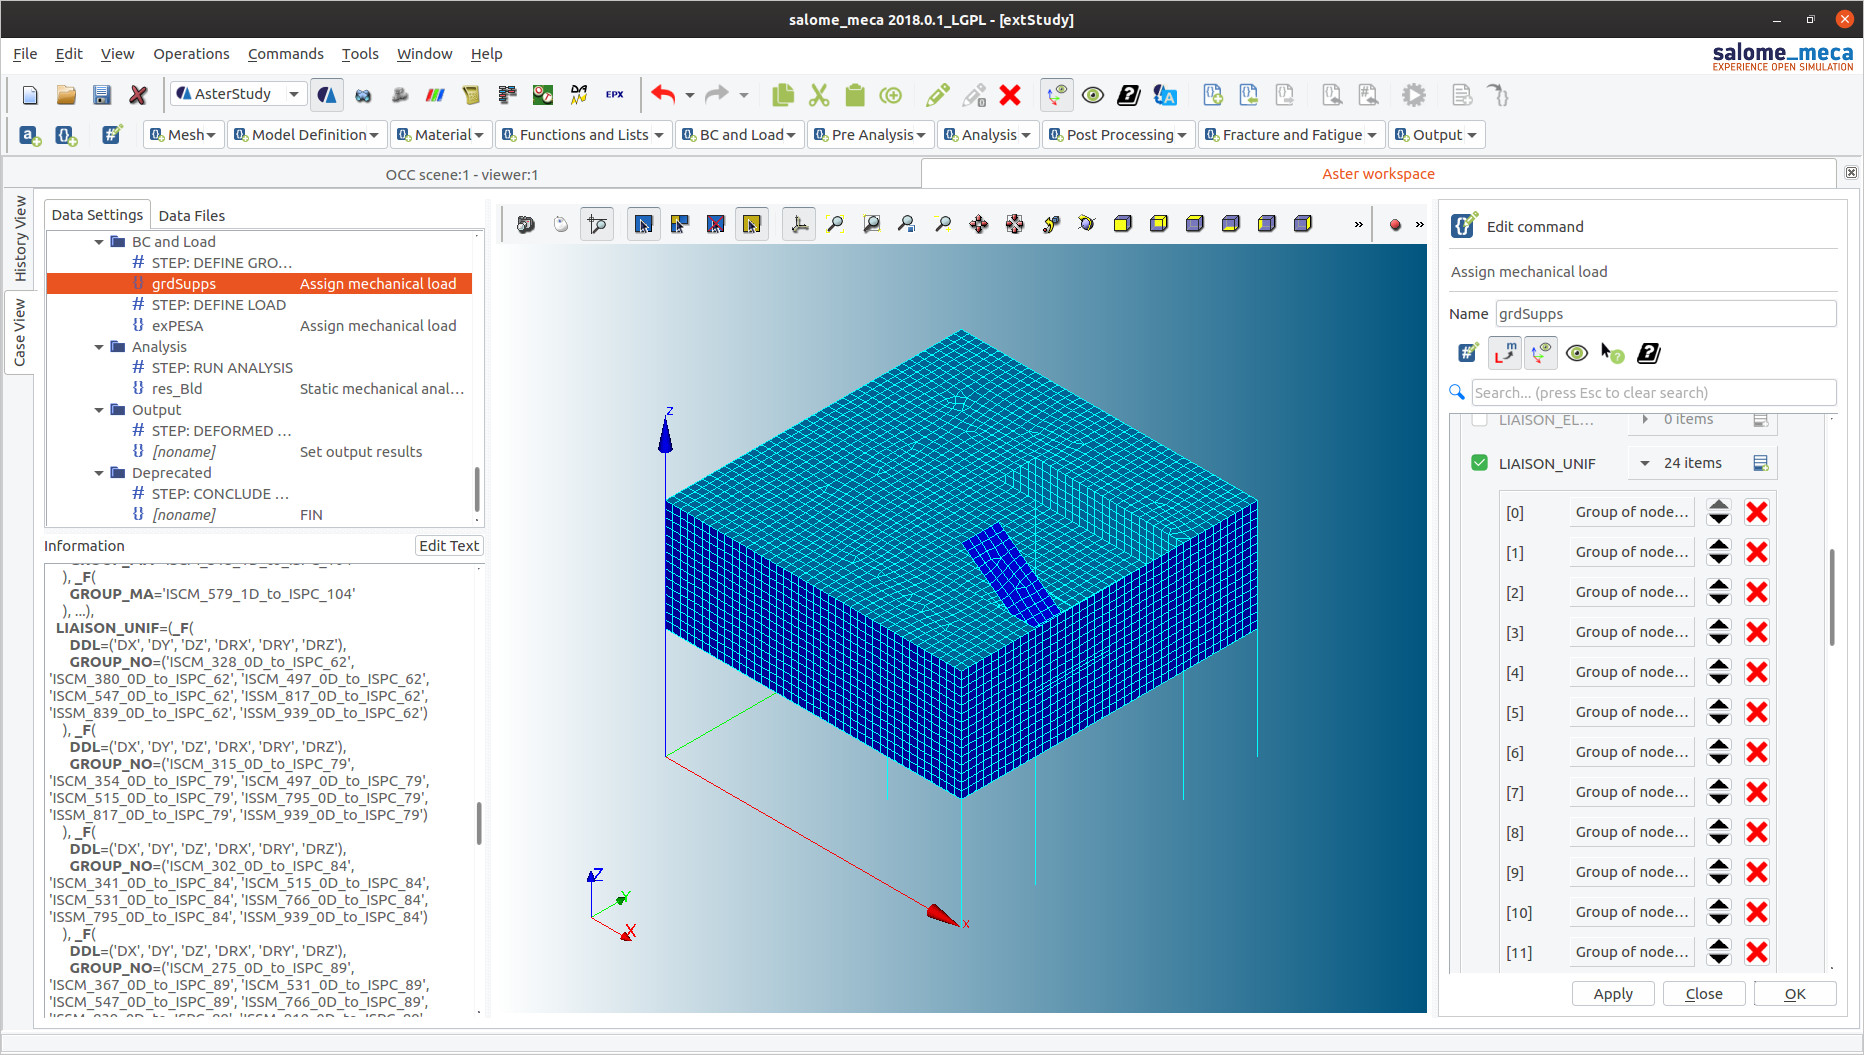 salome_meca 2018.0.1_LGPL - [extStudy]
File Edit View Operations Commands Tools Window Help
salome_meca
EXPERIENCE OPEN SIMULATION
AsterStudy
EPX
Mesh
Model Definition
Material
Functions and Lists
BC and Load
Pre Analysis
Analysis
Post Processing
Fracture and Fatigue
Output
OCC scene:1 - viewer:1
Aster workspace
History View
Case View
Data Settings
Data Files
BC and Load
# STEP: DEFINE GRO...
{} grdSupps Assign mechanical load
# STEP: DEFINE LOAD
{} exPESA Assign mechanical load
Analysis
# STEP: RUN ANALYSIS
{} res_Bld Static mechanical anal...
Output
# STEP: DEFORMED ...
{} [noname] Set output results
Deprecated
# STEP: CONCLUDE ...
{} [noname] FIN
Information
Edit Text
), _F(
GROUP_MA='ISCM_579_1D_to_ISPC_104'
), ...),
LIAISON_UNIF=(_F(
DDL=('DX', 'DY', 'DZ', 'DRX', 'DRY', 'DRZ'),
GROUP_NO=('ISCM_328_0D_to_ISPC_62',
'ISCM_380_0D_to_ISPC_62', 'ISCM_497_0D_to_ISPC_62',
'ISCM_547_0D_to_ISPC_62', 'ISSM_817_0D_to_ISPC_62',
'ISSM_839_0D_to_ISPC_62', 'ISSM_939_0D_to_ISPC_62')
), _F(
DDL=('DX', 'DY', 'DZ', 'DRX', 'DRY', 'DRZ'),
GROUP_NO=('ISCM_315_0D_to_ISPC_79',
'ISCM_354_0D_to_ISPC_79', 'ISCM_497_0D_to_ISPC_79',
'ISCM_515_0D_to_ISPC_79', 'ISSM_795_0D_to_ISPC_79',
'ISSM_817_0D_to_ISPC_79', 'ISSM_939_0D_to_ISPC_79')
), _F(
DDL=('DX', 'DY', 'DZ', 'DRX', 'DRY', 'DRZ'),
GROUP_NO=('ISCM_302_0D_to_ISPC_84',
'ISCM_341_0D_to_ISPC_84', 'ISCM_515_0D_to_ISPC_84',
'ISCM_531_0D_to_ISPC_84', 'ISSM_766_0D_to_ISPC_84',
'ISSM_795_0D_to_ISPC_84', 'ISSM_939_0D_to_ISPC_84')
), _F(
DDL=('DX', 'DY', 'DZ', 'DRX', 'DRY', 'DRZ'),
GROUP_NO=('ISCM_275_0D_to_ISPC_89',
'ISCM_367_0D_to_ISPC_89', 'ISCM_531_0D_to_ISPC_89',
'ISCM_547_0D_to_ISPC_89', 'ISSM_766_0D_to_ISPC_89',
Z
X
Z
Y
X
Edit command
Assign mechanical load
Name grdSupps
Search... (press Esc to clear search)
LIAISON_EL... 0 items
LIAISON_UNIF 24 items
[0] Group of node...
[1] Group of node...
[2] Group of node...
[3] Group of node...
[4] Group of node...
[5] Group of node...
[6] Group of node...
[7] Group of node...
[8] Group of node...
[9] Group of node...
[10] Group of node...
[11] Group of node...
Apply
Close
OK